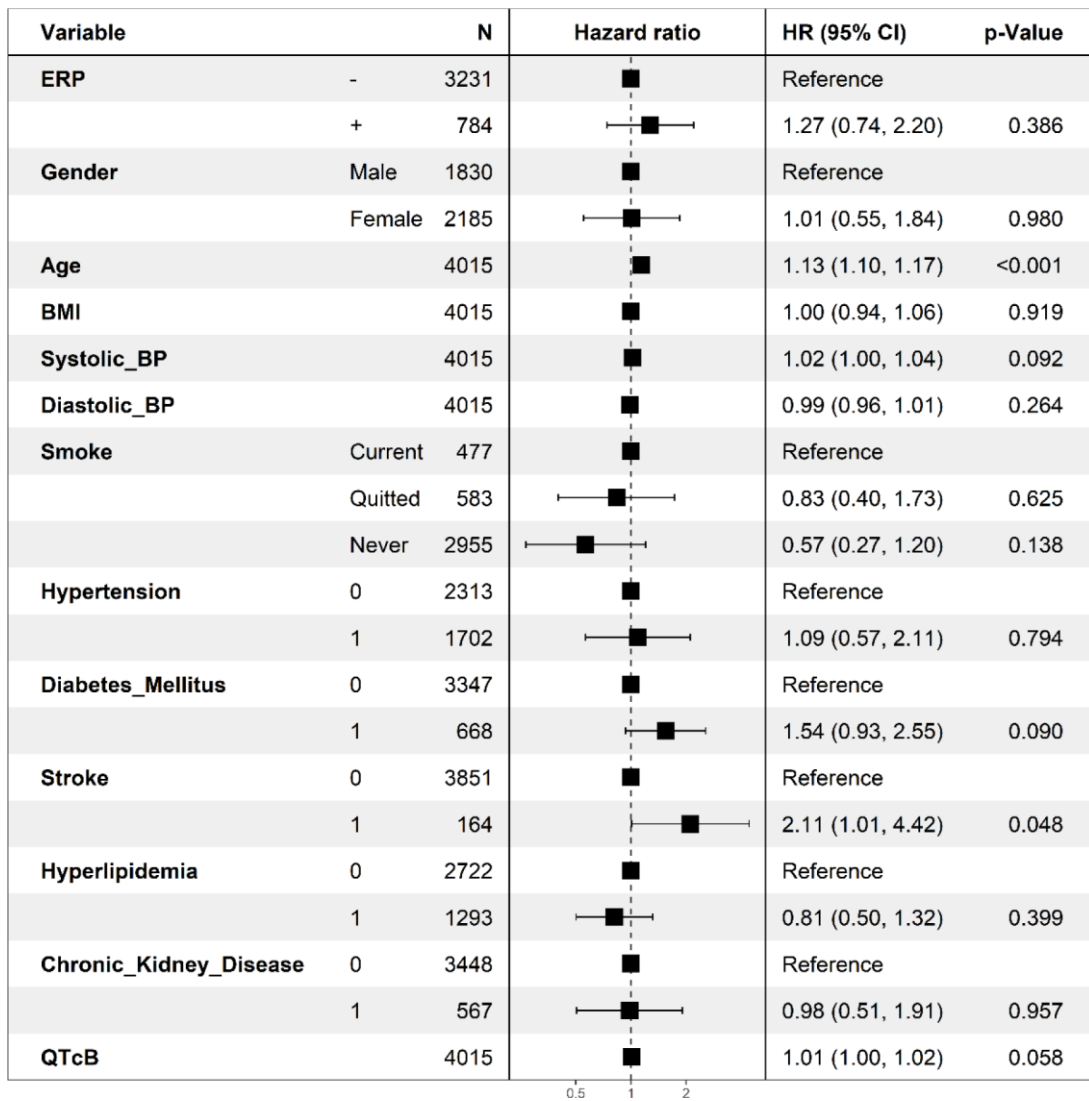 Variable N Hazard ratio HR (95% CI) p-Value
ERP - 3231 Reference
+ 784 1.27 (0.74, 2.20) 0.386
Gender Male 1830 Reference
Female 2185 1.01 (0.55, 1.84) 0.980
Age 4015 1.13 (1.10, 1.17) <0.001
BMI 4015 1.00 (0.94, 1.06) 0.919
Systolic_BP 4015 1.02 (1.00, 1.04) 0.092
Diastolic_BP 4015 0.99 (0.96, 1.01) 0.264
Smoke Current 477 Reference
Quitted 583 0.83 (0.40, 1.73) 0.625
Never 2955 0.57 (0.27, 1.20) 0.138
Hypertension 0 2313 Reference
1 1702 1.09 (0.57, 2.11) 0.794
Diabetes_Mellitus 0 3347 Reference
1 668 1.54 (0.93, 2.55) 0.090
Stroke 0 3851 Reference
1 164 2.11 (1.01, 4.42) 0.048
Hyperlipidemia 0 2722 Reference
1 1293 0.81 (0.50, 1.32) 0.399
Chronic_Kidney_Disease 0 3448 Reference
1 567 0.98 (0.51, 1.91) 0.957
QTcB 4015 1.01 (1.00, 1.02) 0.058
0.5 1 2